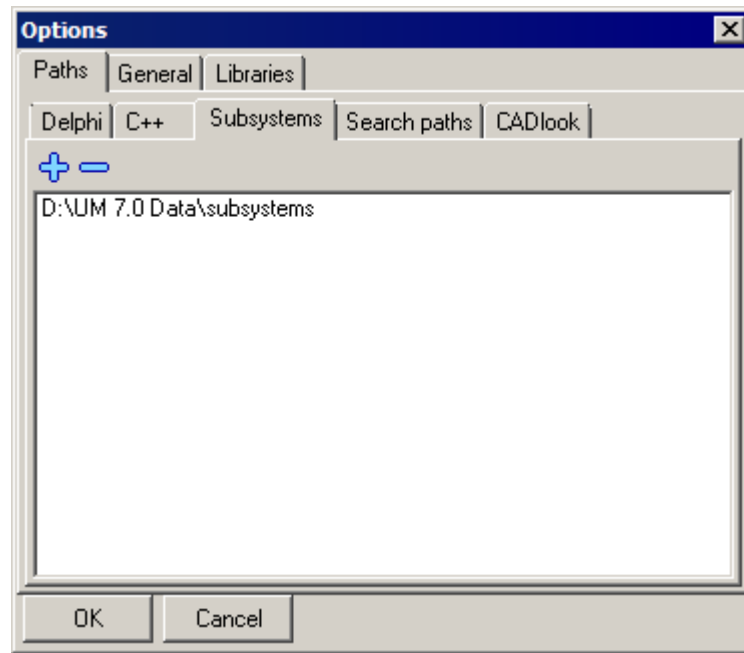 Options
Paths General Libraries
Delphi C++ Subsystems Search paths CADlook
D:\UM 7.0 Data\subsystems
OK Cancel